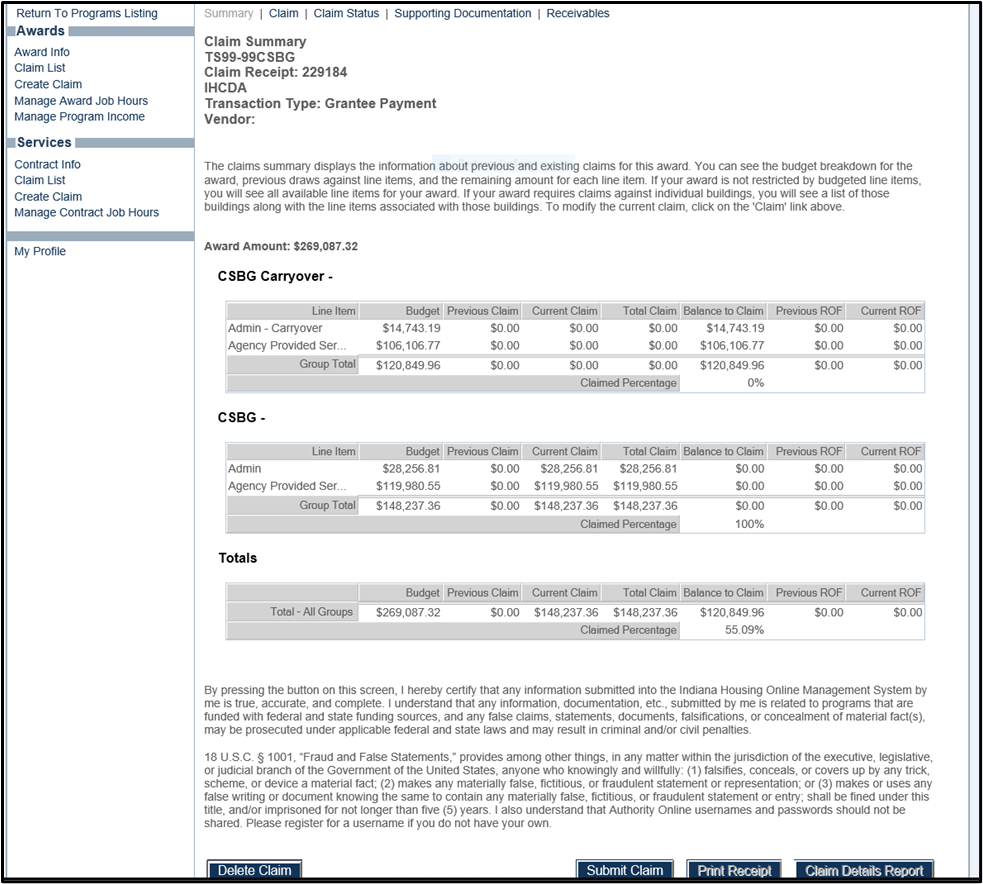 Return To Programs Listing
Awards
Award Info
Claim List
Create Claim
Manage Award Job Hours
Manage Program Income
Services
Contract Info
Claim List
Create Claim
Manage Contract Job Hours
My Profile
Summary | Claim | Claim Status | Supporting Documentation | Receivables
Claim Summary
TS99-99CSBG
Claim Receipt: 229184
IHCDA
Transaction Type: Grantee Payment
Vendor:
The claims summary displays the information about previous and existing claims for this award. You can see the budget breakdown for the
award, previous draws against line items, and the remaining amount for each line item. If your award is not restricted by budgeted line items,
you will see all available line items for your award. If your award requires claims against individual buildings, you will see a list of those
buildings along with the line items associated with those buildings. To modify the current claim, click on the 'Claim' link above.
Award Amount: $269,087.32
CSBG Carryover -
Line Item Budget Previous Claim Current Claim Total Claim Balance to Claim Previous ROF Current ROF
Admin - Carryover $14,743.19 $0.00 $0.00 $0.00 $14,743.19 $0.00 $0.00
Agency Provided Ser... $106,106.77 $0.00 $0.00 $0.00 $106,106.77 $0.00 $0.00
Group Total $120,849.96 $0.00 $0.00 $0.00 $120,849.96 $0.00 $0.00
Claimed Percentage 0%
CSBG -
Line Item Budget Previous Claim Current Claim Total Claim Balance to Claim Previous ROF Current ROF
Admin $28,256.81 $0.00 $28,256.81 $28,256.81 $0.00 $0.00 $0.00
Agency Provided Ser... $119,980.55 $0.00 $119,980.55 $119,980.55 $0.00 $0.00 $0.00
Group Total $148,237.36 $0.00 $148,237.36 $148,237.36 $0.00 $0.00 $0.00
Claimed Percentage 100%
Totals
Budget Previous Claim Current Claim Total Claim Balance to Claim Previous ROF Current ROF
Total - All Groups $269,087.32 $0.00 $148,237.36 $148,237.36 $120,849.96 $0.00 $0.00
Claimed Percentage 55.09%
By pressing the button on this screen, I hereby certify that any information submitted into the Indiana Housing Online Management System by
me is true, accurate, and complete. I understand that any information, documentation, etc., submitted by me is related to programs that are
funded with federal and state funding sources, and any false claims, statements, documents, falsifications, or concealment of material fact(s),
may be prosecuted under applicable federal and state laws and may result in criminal and/or civil penalties.
18 U.S.C. § 1001, “Fraud and False Statements,” provides among other things, in any matter within the jurisdiction of the executive, legislative,
or judicial branch of the Government of the United States, anyone who knowingly and willfully: (1) falsifies, conceals, or covers up by any trick,
scheme, or device a material fact; (2) makes any materially false, fictitious, or fraudulent statement or representation; or (3) makes or uses any
false writing or document knowing the same to contain any materially false, fictitious, or fraudulent statement or entry; shall be fined under this
title, and/or imprisoned for not longer than five (5) years. I also understand that Authority Online usernames and passwords should not be
shared. Please register for a username if you do not have your own.
Delete Claim Submit Claim Print Receipt Claim Details Report